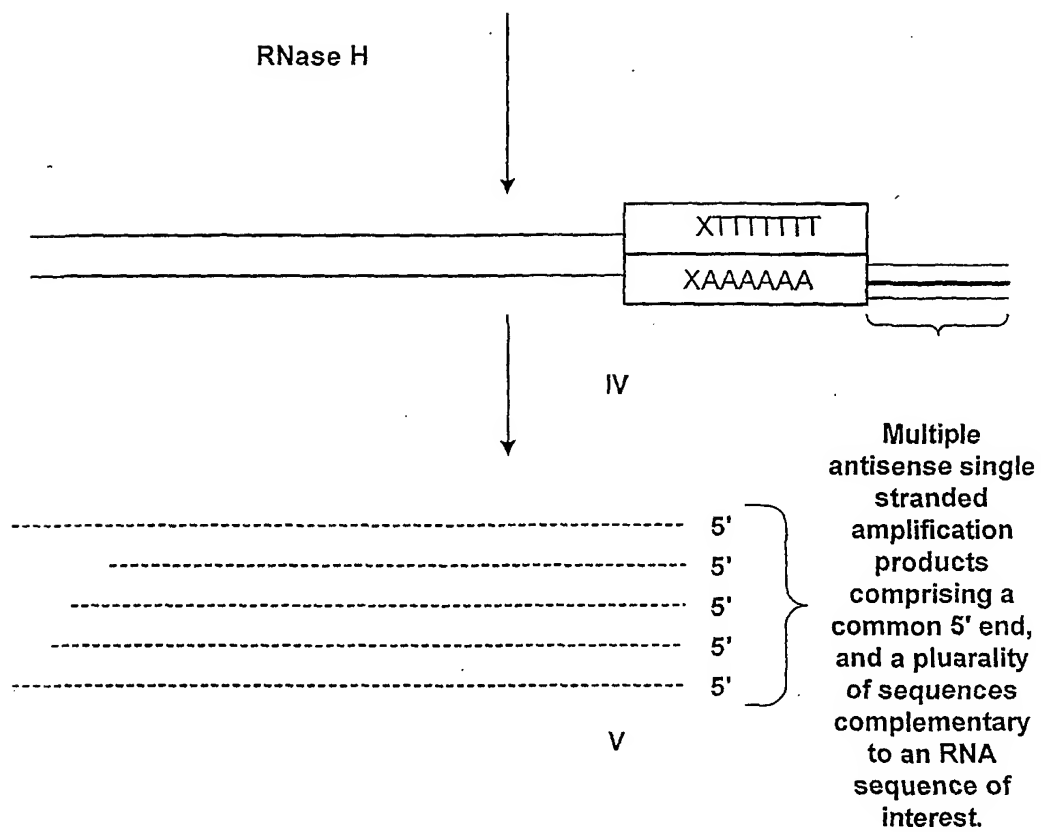 RNase H
XTTTTTTT
XAAAAAA
IV
Multiple
antisense single
stranded
amplification
products
comprising a
common 5' end,
and a pluarality
of sequences
complementary
to an RNA
sequence of
interest.
5'
5'
5'
5'
5'
V